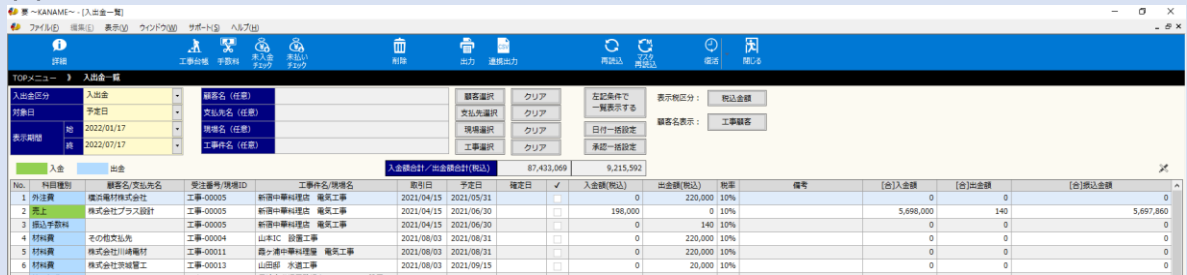 要 ～KANAME～ - [入出金一覧]
ファイル(F) 編集(E) 表示(V) ウィンドウ(W) サポート(S) ヘルプ(H)
詳細 工事台帳 手数料 未入金チェック 未払いチェック 削除 出力 連携出力 再読込 マスタ再読込 復活 閉じる
TOPメニュー 》 入出金一覧
入出金区分 入出金 顧客名（任意） 顧客選択 クリア 左記条件で一覧表示する 表示税区分： 税込金額
対象日 予定日 支払先名（任意） 支払先選択 クリア
表示期間 始 2022/01/17 現場名（任意） 現場選択 クリア 日付一括設定 顧客名表示： 工事顧客
終 2022/07/17 工事件名（任意） 工事選択 クリア 承認一括設定
入金 出金 入金額合計／出金額合計(税込) 87,433,069 9,215,592
No. 科目種別 顧客名/支払先名 受注番号/現場ID 工事件名/現場名 取引日 予定日 確定日 ✓ 入金額(税込) 出金額(税込) 税率 備考 [合]入金額 [合]出金額 [合]振込金額
1 外注費 横浜電材株式会社 工事-00005 新宿中華料理店 電気工事 2021/04/15 2021/05/31 0 220,000 10% 0 0 0
2 売上 株式会社プラス設計 工事-00005 新宿中華料理店 電気工事 2021/04/15 2021/06/30 198,000 0 10% 5,698,000 140 5,697,860
3 振込手数料 工事-00005 新宿中華料理店 電気工事 2021/04/15 2021/06/30 0 140 10% 0 0 0
4 材料費 その他支払先 工事-00004 山本IC 設置工事 2021/08/03 2021/08/31 0 220,000 10% 0 0 0
5 材料費 株式会社川崎電材 工事-00011 霞ヶ浦中華料理屋 電気工事 2021/08/03 2021/08/31 0 220,000 10% 0 0 0
6 材料費 株式会社茨城管工 工事-00013 山田邸 水道工事 2021/08/03 2021/09/15 0 20,000 10% 0 0 0